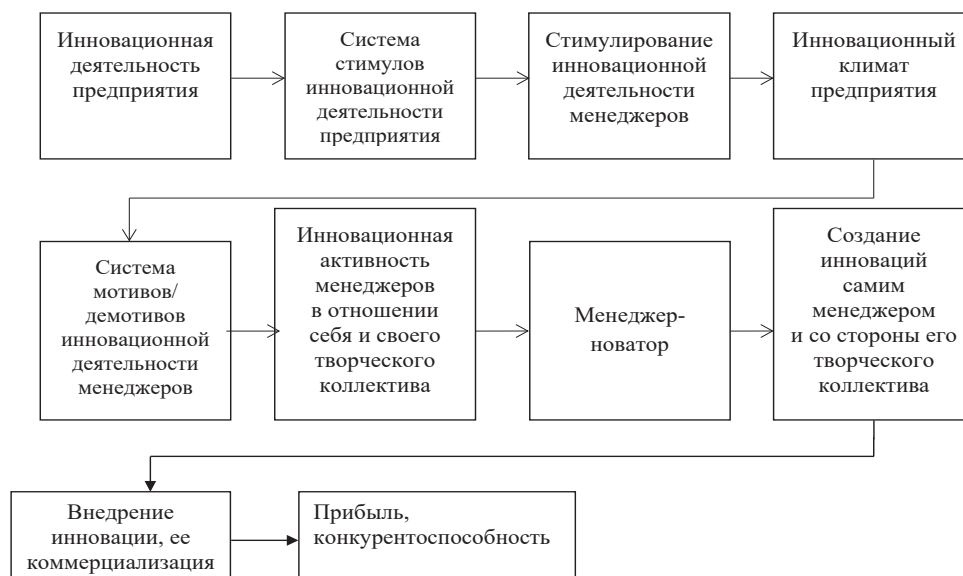 Инновационная
деятельность
предприятия
Система
стимулов
инновационной
деятельности
предприятия
Стимулирование
инновационной
деятельности
менеджеров
Инновационный
климат
предприятия
Система
мотивов/
демотивов
инновационной
деятельности
менеджеров
Инновационная
активность
менеджеров
в отношении
себя и своего
творческого
коллектива
Менеджер-
новатор
Создание
инноваций
самим
менеджером
и со стороны его
творческого
коллектива
Внедрение
инновации, ее
коммерциализация
Прибыль,
конкурентоспособность